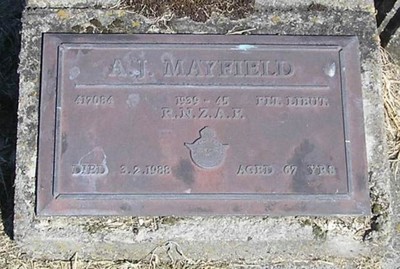 A.J. MAYFIELD
417084 1939 - 45 FLT. LIEUT.
R.N.Z.A.F.
DIED 3.2.1988 AGED 67 YRS